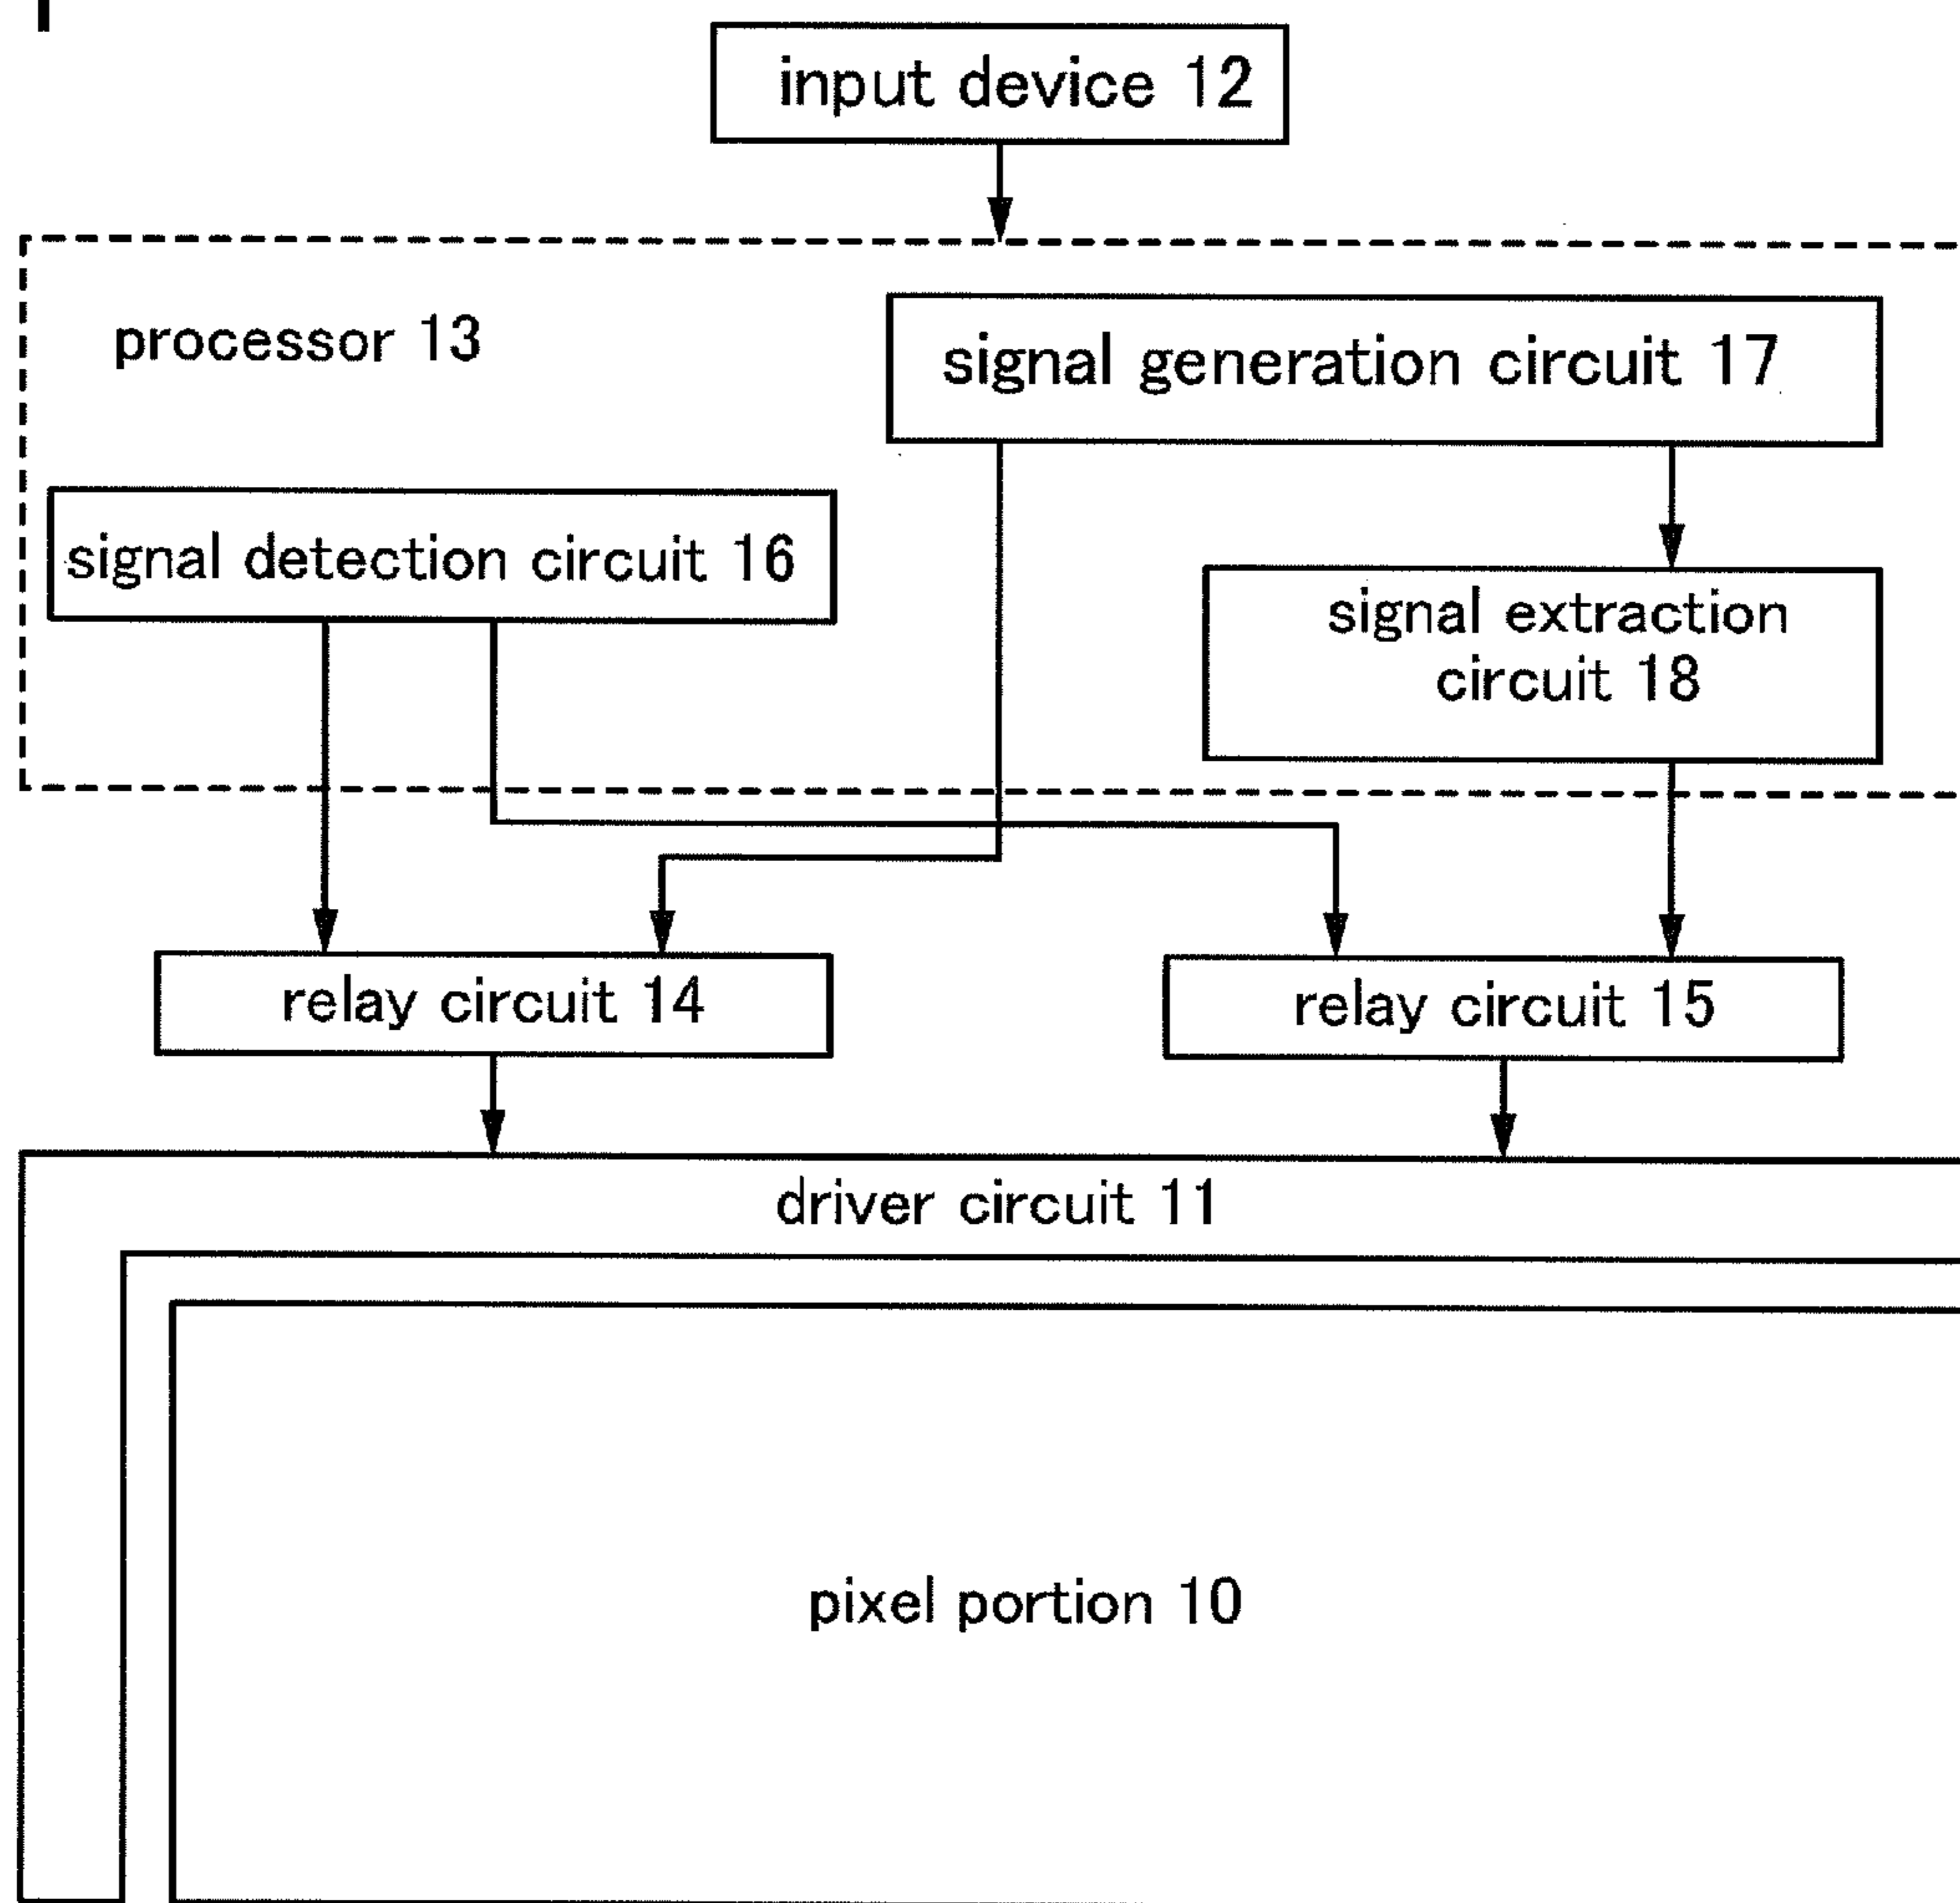 input device 12
processor 13
signal generation circuit 17
signal detection circuit 16
signal extraction
circuit 18
relay circuit 14
relay circuit 15
driver circuit 11
pixel portion 10